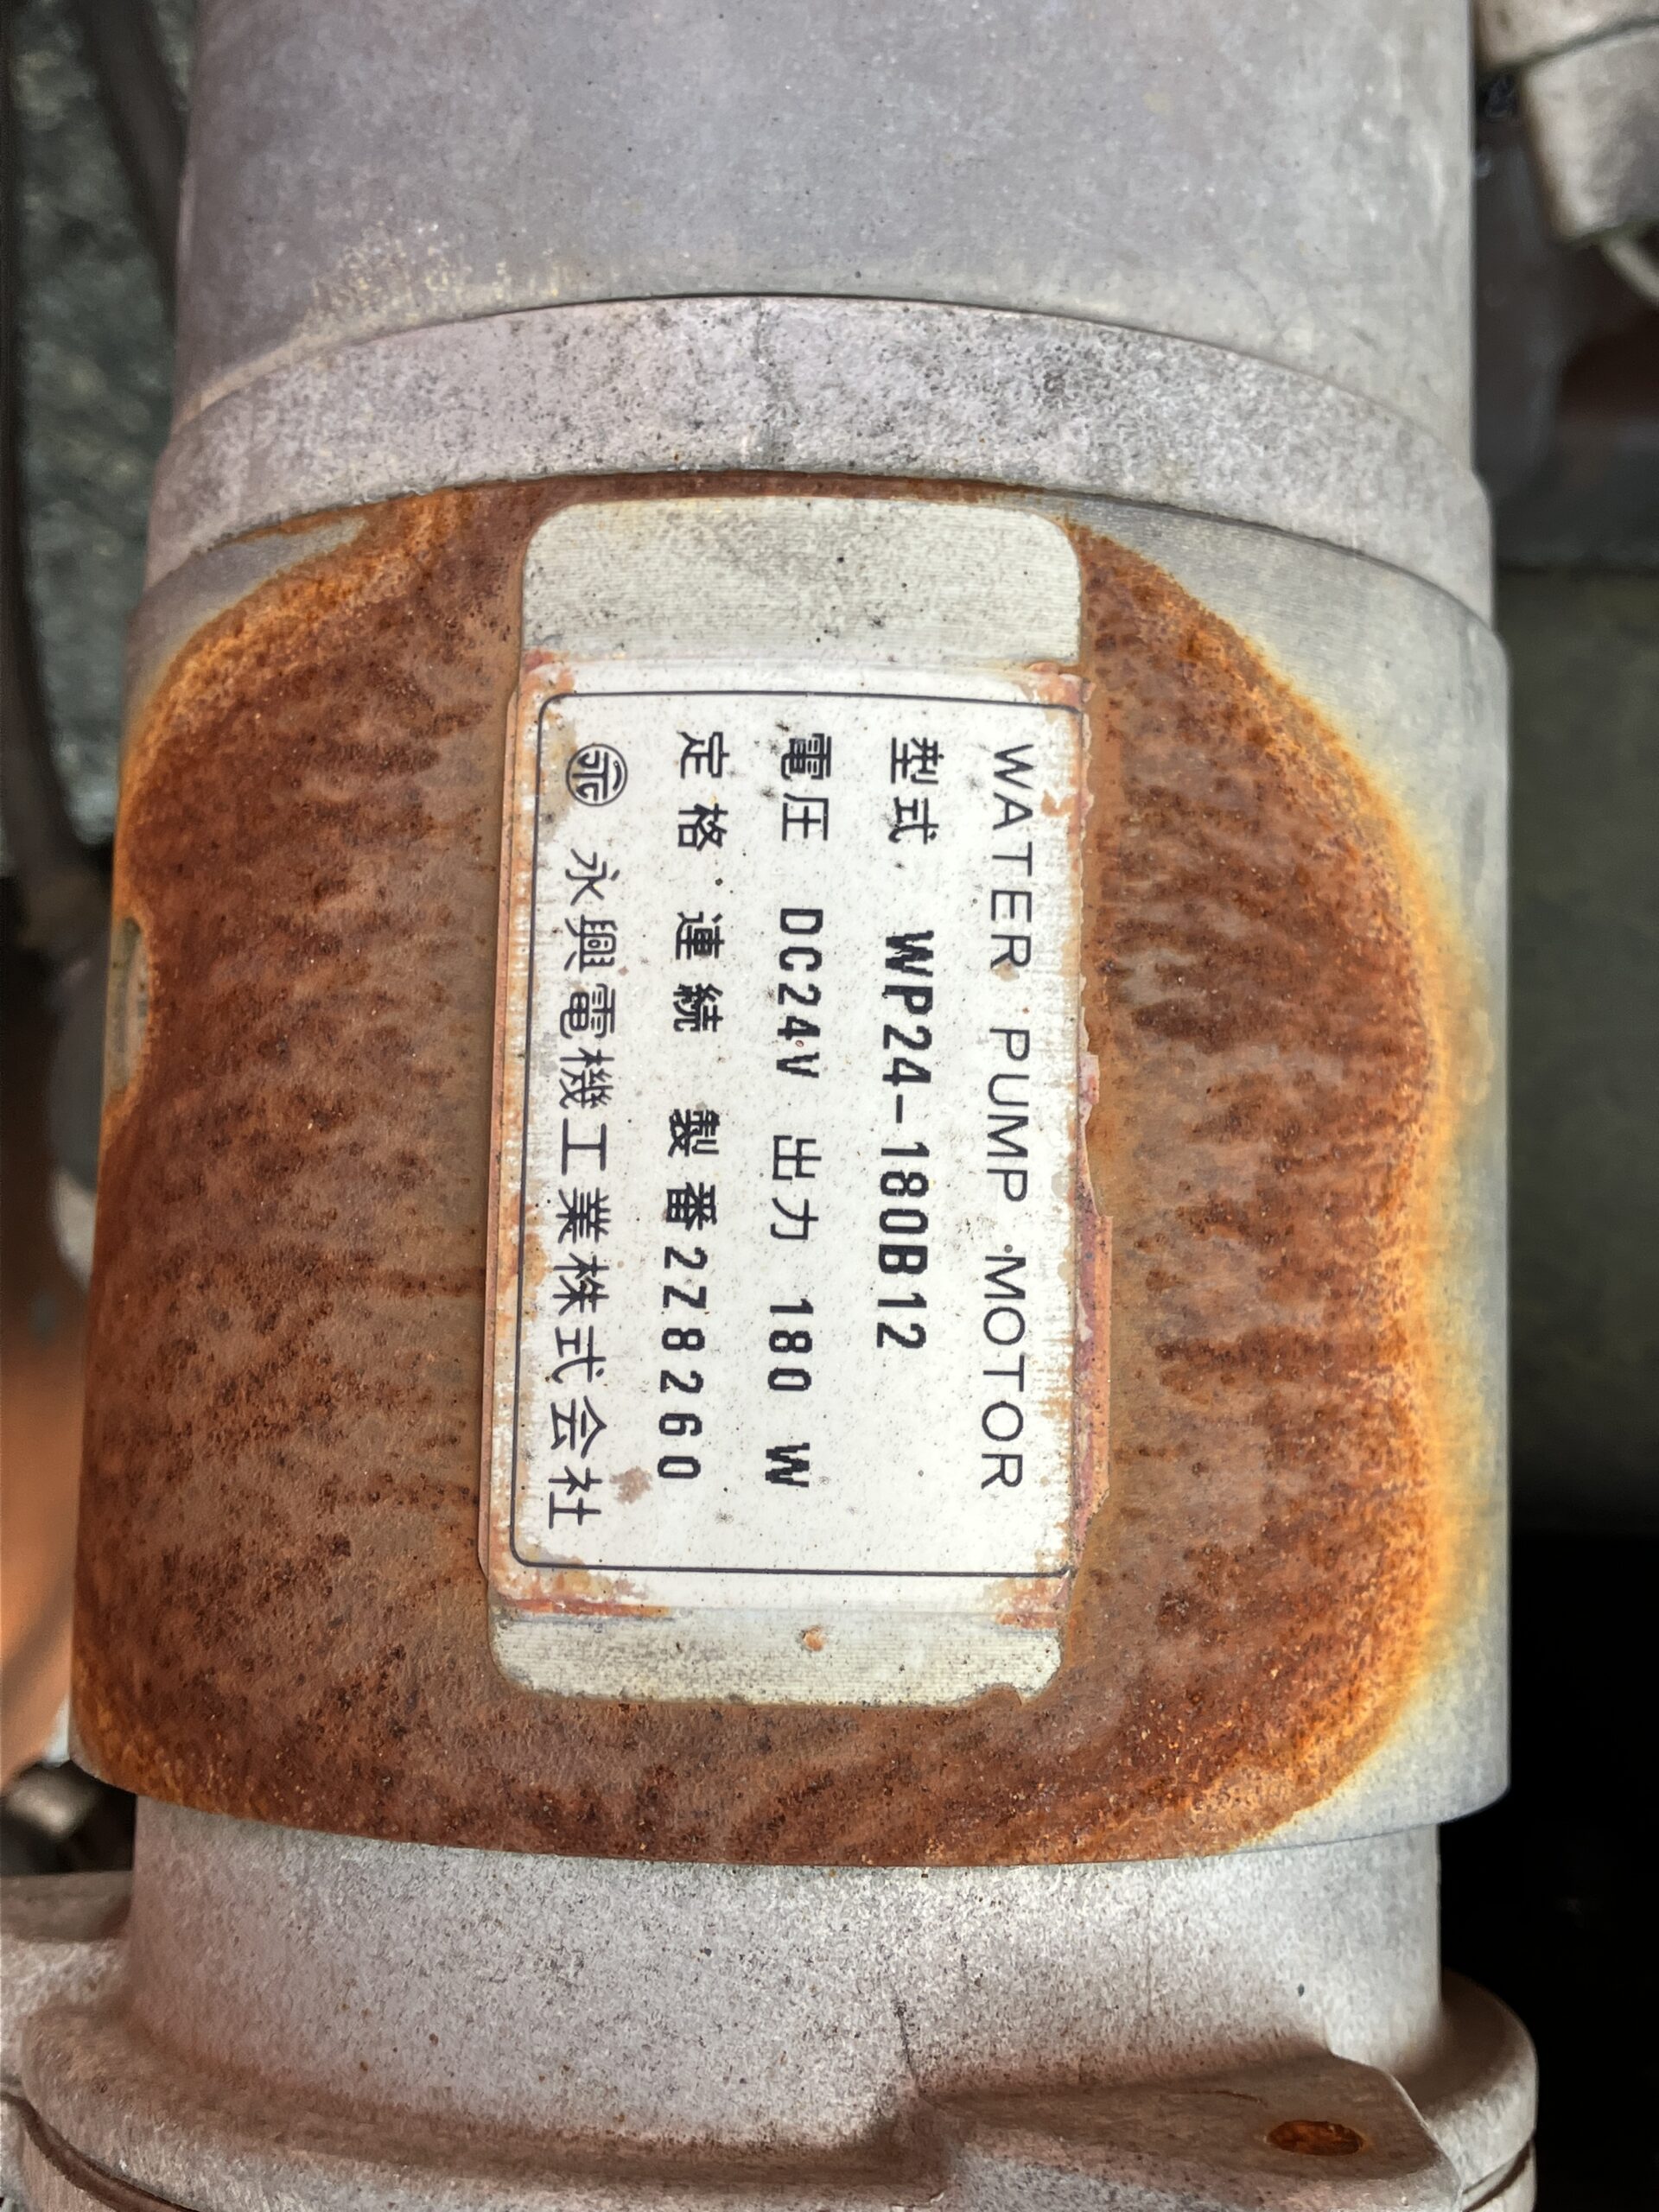 WATER PUMP MOTOR
型式 WP24-180B12
電圧 DC24V 出力 180 W
定格 連続 製番 2Z8260
永興電機工業株式会社